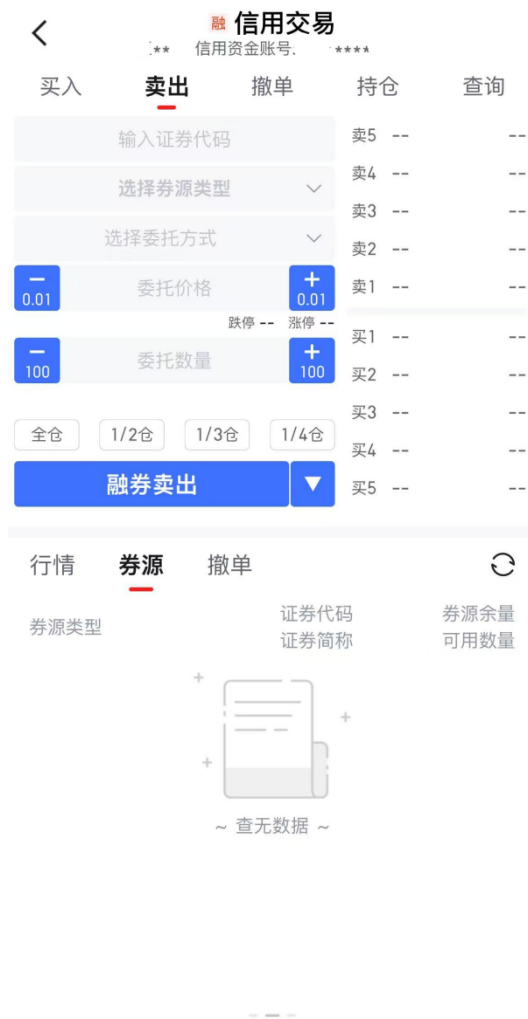 融 信用交易
** 信用资金账号. ****
买入 卖出 撤单 持仓 查询
输入证券代码
选择券源类型
选择委托方式
− 0.01 委托价格 + 0.01
跌停 -- 涨停 --
− 100 委托数量 + 100
全仓 1/2仓 1/3仓 1/4仓
融券卖出 ▼
卖5 -- --
卖4 -- --
卖3 -- --
卖2 -- --
卖1 -- --
买1 -- --
买2 -- --
买3 -- --
买4 -- --
买5 -- --
行情 券源 撤单
券源类型 证券代码 券源余量
证券简称 可用数量
~ 查无数据 ~